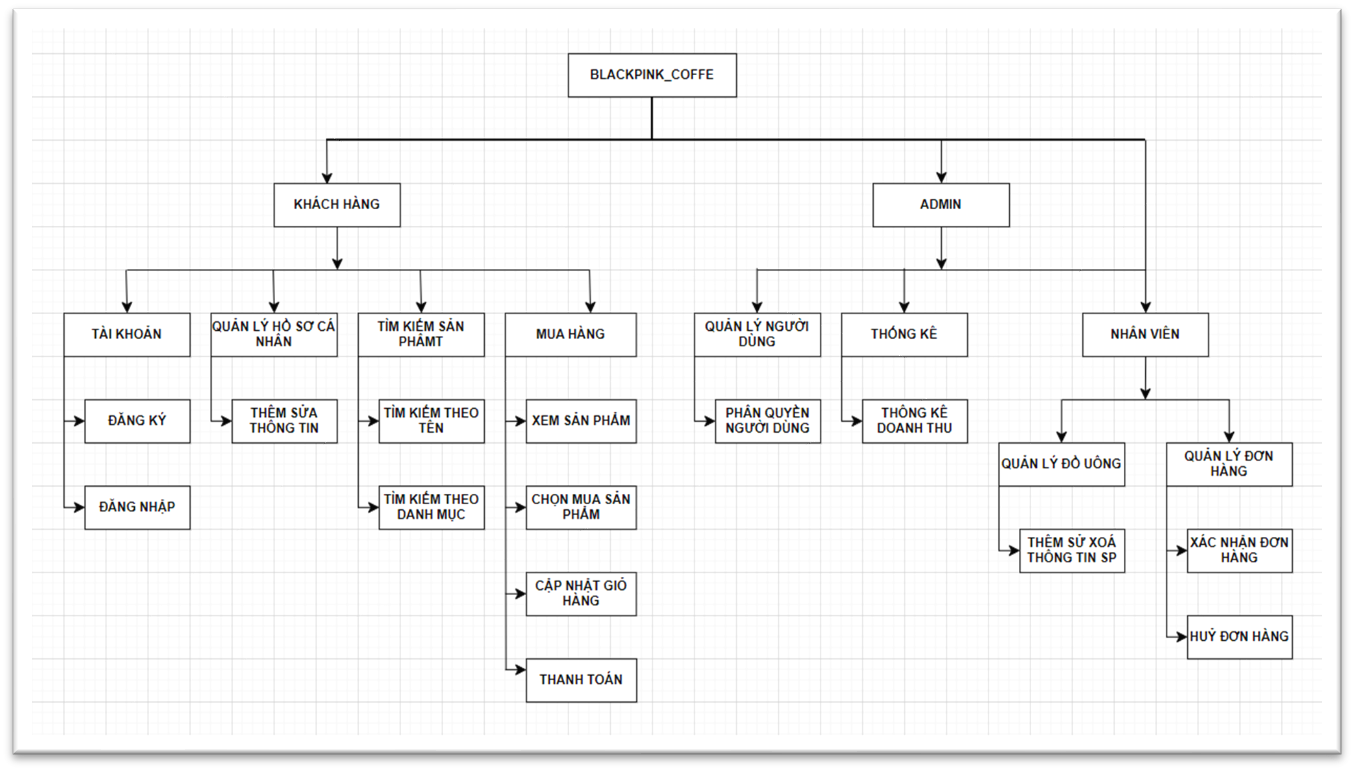 BLACKPINK_COFFE
KHÁCH HÀNG
ADMIN
TÀI KHOẢN
QUẢN LÝ HỒ SƠ CÁ
NHÂN
TÌM KIẾM SẢN
PHẨMT
MUA HÀNG
QUẢN LÝ NGƯỜI
DÙNG
THỐNG KÊ
NHÂN VIÊN
ĐĂNG KÝ
THÊM SỬA
THÔNG TIN
TÌM KIẾM THEO
TÊN
XEM SẢN PHẨM
PHÂN QUYỀN
NGƯỜI DÙNG
THỐNG KÊ
DOANH THU
QUẢN LÝ ĐỒ UÔNG
QUẢN LÝ ĐƠN
HÀNG
ĐĂNG NHẬP
TÌM KIẾM THEO
DANH MỤC
CHỌN MUA SẢN
PHẨM
THÊM SỬ XOÁ
THÔNG TIN SP
XÁC NHẬN ĐƠN
HÀNG
CẬP NHẬT GIỎ
HÀNG
HUỶ ĐƠN HÀNG
THANH TOÁN